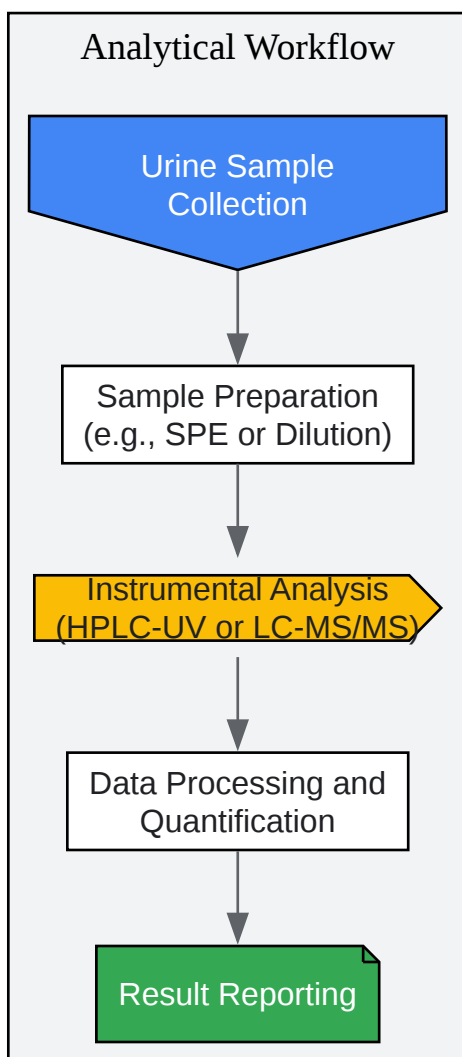 Analytical Workflow
Urine Sample
Collection
Sample Preparation
(e.g., SPE or Dilution)
Instrumental Analysis
(HPLC-UV or LC-MS/MS)
Data Processing and
Quantification
Result Reporting